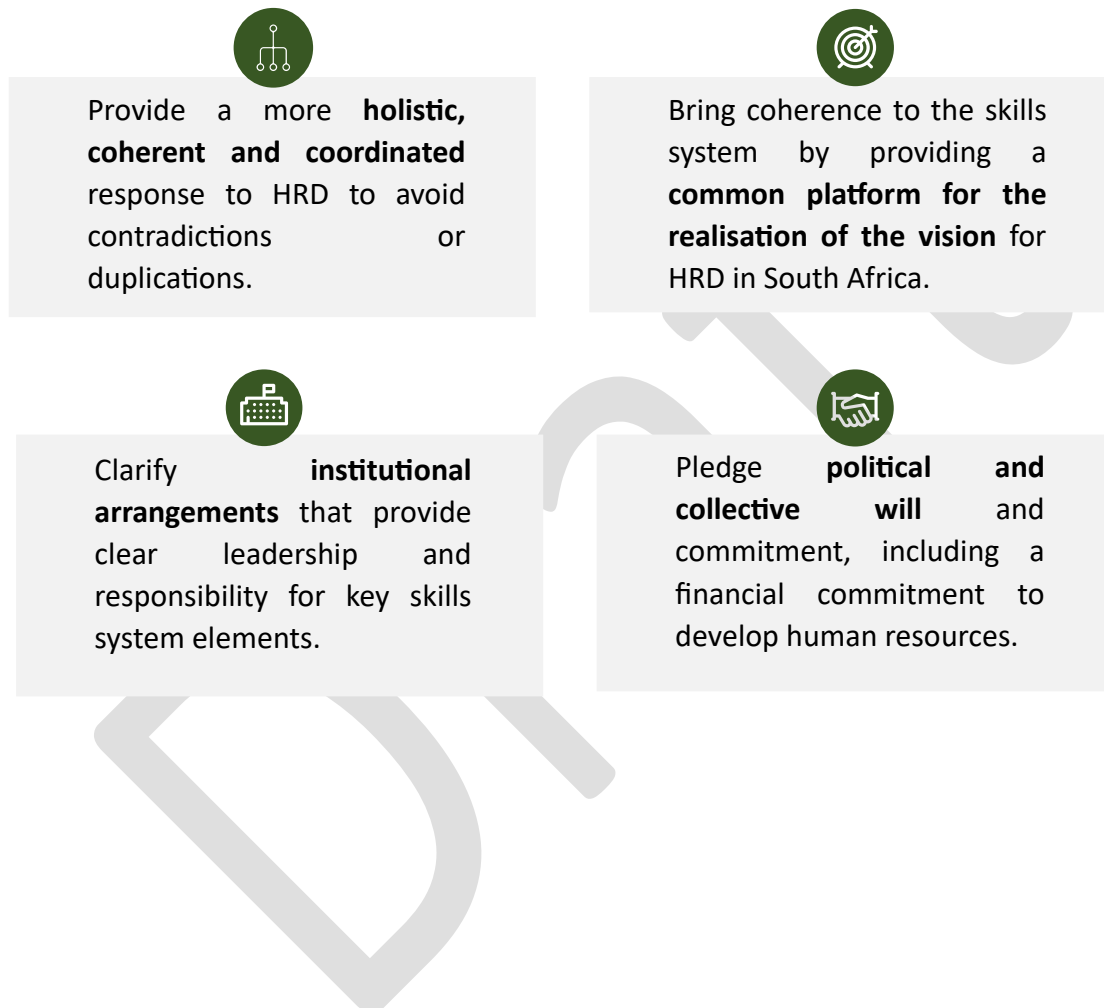 Provide a more holistic,
coherent and coordinated
response to HRD to avoid
contradictions or
duplications.
Bring coherence to the skills
system by providing a
common platform for the
realisation of the vision for
HRD in South Africa.
Clarify institutional
arrangements that provide
clear leadership and
responsibility for key skills
system elements.
Pledge political and
collective will and
commitment, including a
financial commitment to
develop human resources.